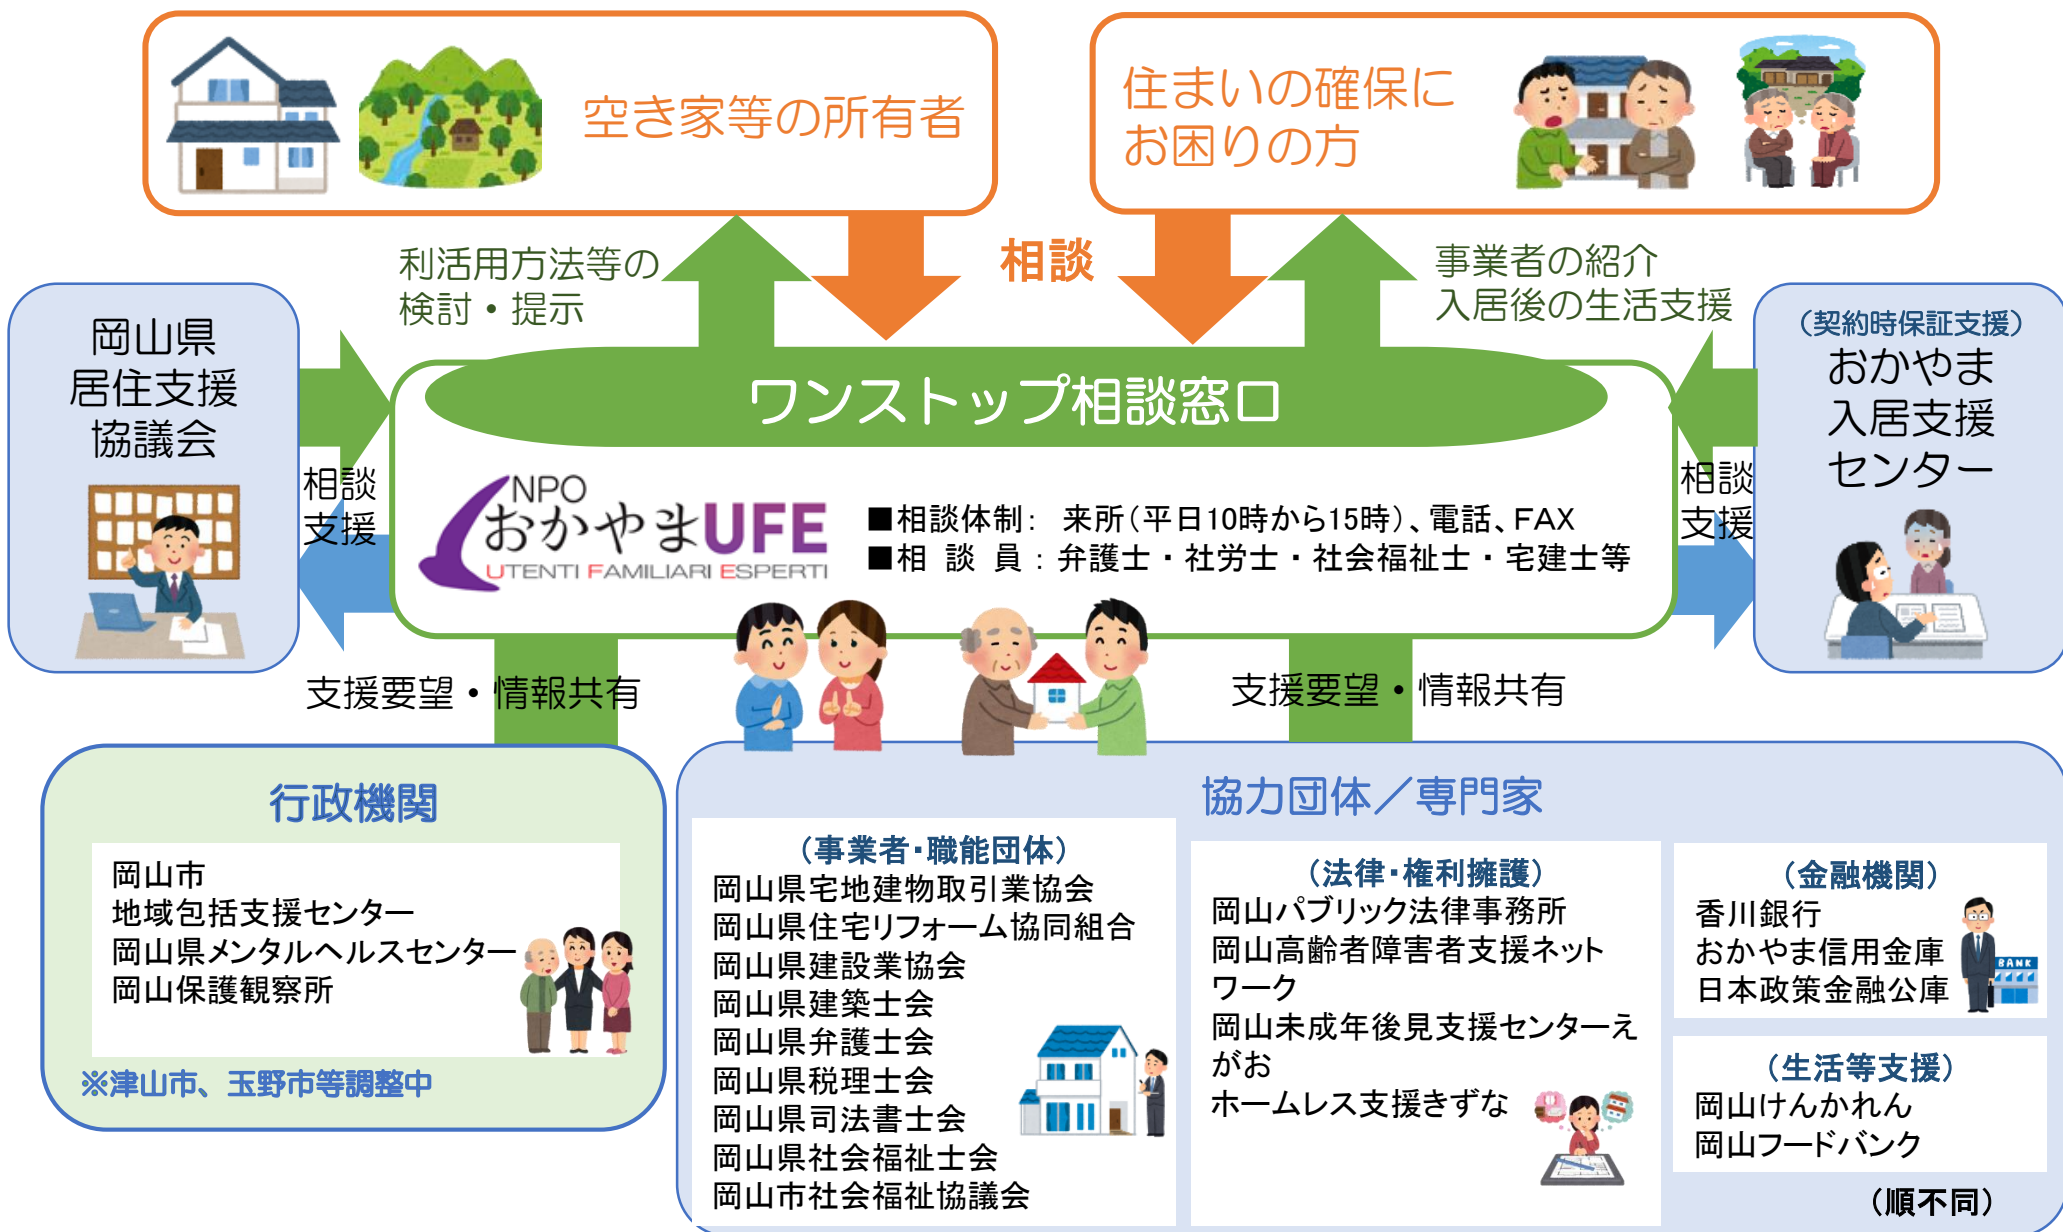 空き家等の所有者
住まいの確保に
お困りの方
利活用方法等の
検討・提示
相談
事業者の紹介
入居後の生活支援
岡山県
居住支援
協議会
相談
支援
ワンストップ相談窓口
NPO
おかやまUFE
UTENTI FAMILIARI ESPERTI
■相談体制： 来所（平日10時から15時）、電話、FAX
■相 談 員：弁護士・社労士・社会福祉士・宅建士等
（契約時保証支援）
おかやま
入居支援
センター
相談
支援
支援要望・情報共有
支援要望・情報共有
行政機関
岡山市
地域包括支援センター
岡山県メンタルヘルスセンター
岡山保護観察所
※津山市、玉野市等調整中
協力団体／専門家
（事業者・職能団体）
岡山県宅地建物取引業協会
岡山県住宅リフォーム協同組合
岡山県建設業協会
岡山県建築士会
岡山県弁護士会
岡山県税理士会
岡山県司法書士会
岡山県社会福祉士会
岡山市社会福祉協議会
（法律・権利擁護）
岡山パブリック法律事務所
岡山高齢者障害者支援ネット
ワーク
岡山未成年後見支援センターえ
がお
ホームレス支援きずな
（金融機関）
香川銀行
おかやま信用金庫
日本政策金融公庫
BANK
（生活等支援）
岡山けんかれん
岡山フードバンク
（順不同）